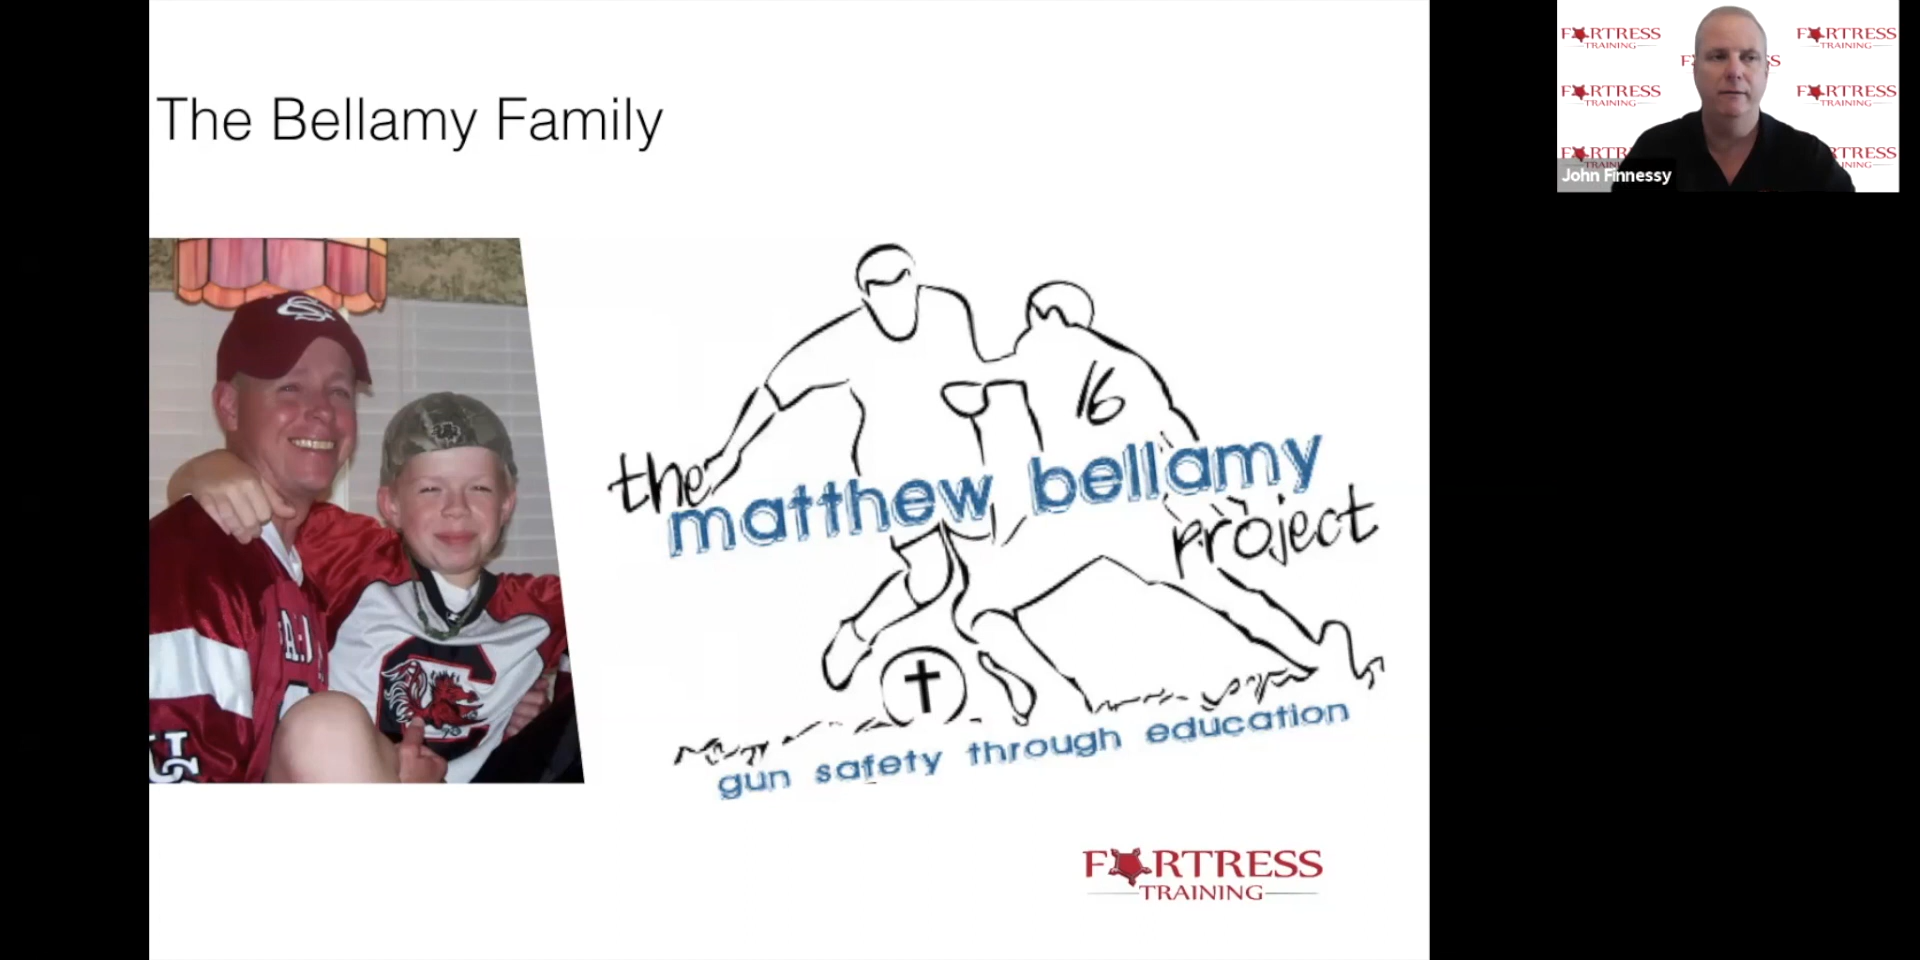 The Bellamy Family
the
matthew bellamy
project
16
gun safety through education
FORTRESS
TRAINING
FORTRESS
TRAINING
FORTRESS
TRAINING
FORTRESS
TRAINING
FORTRESS
TRAINING
John Finnessy